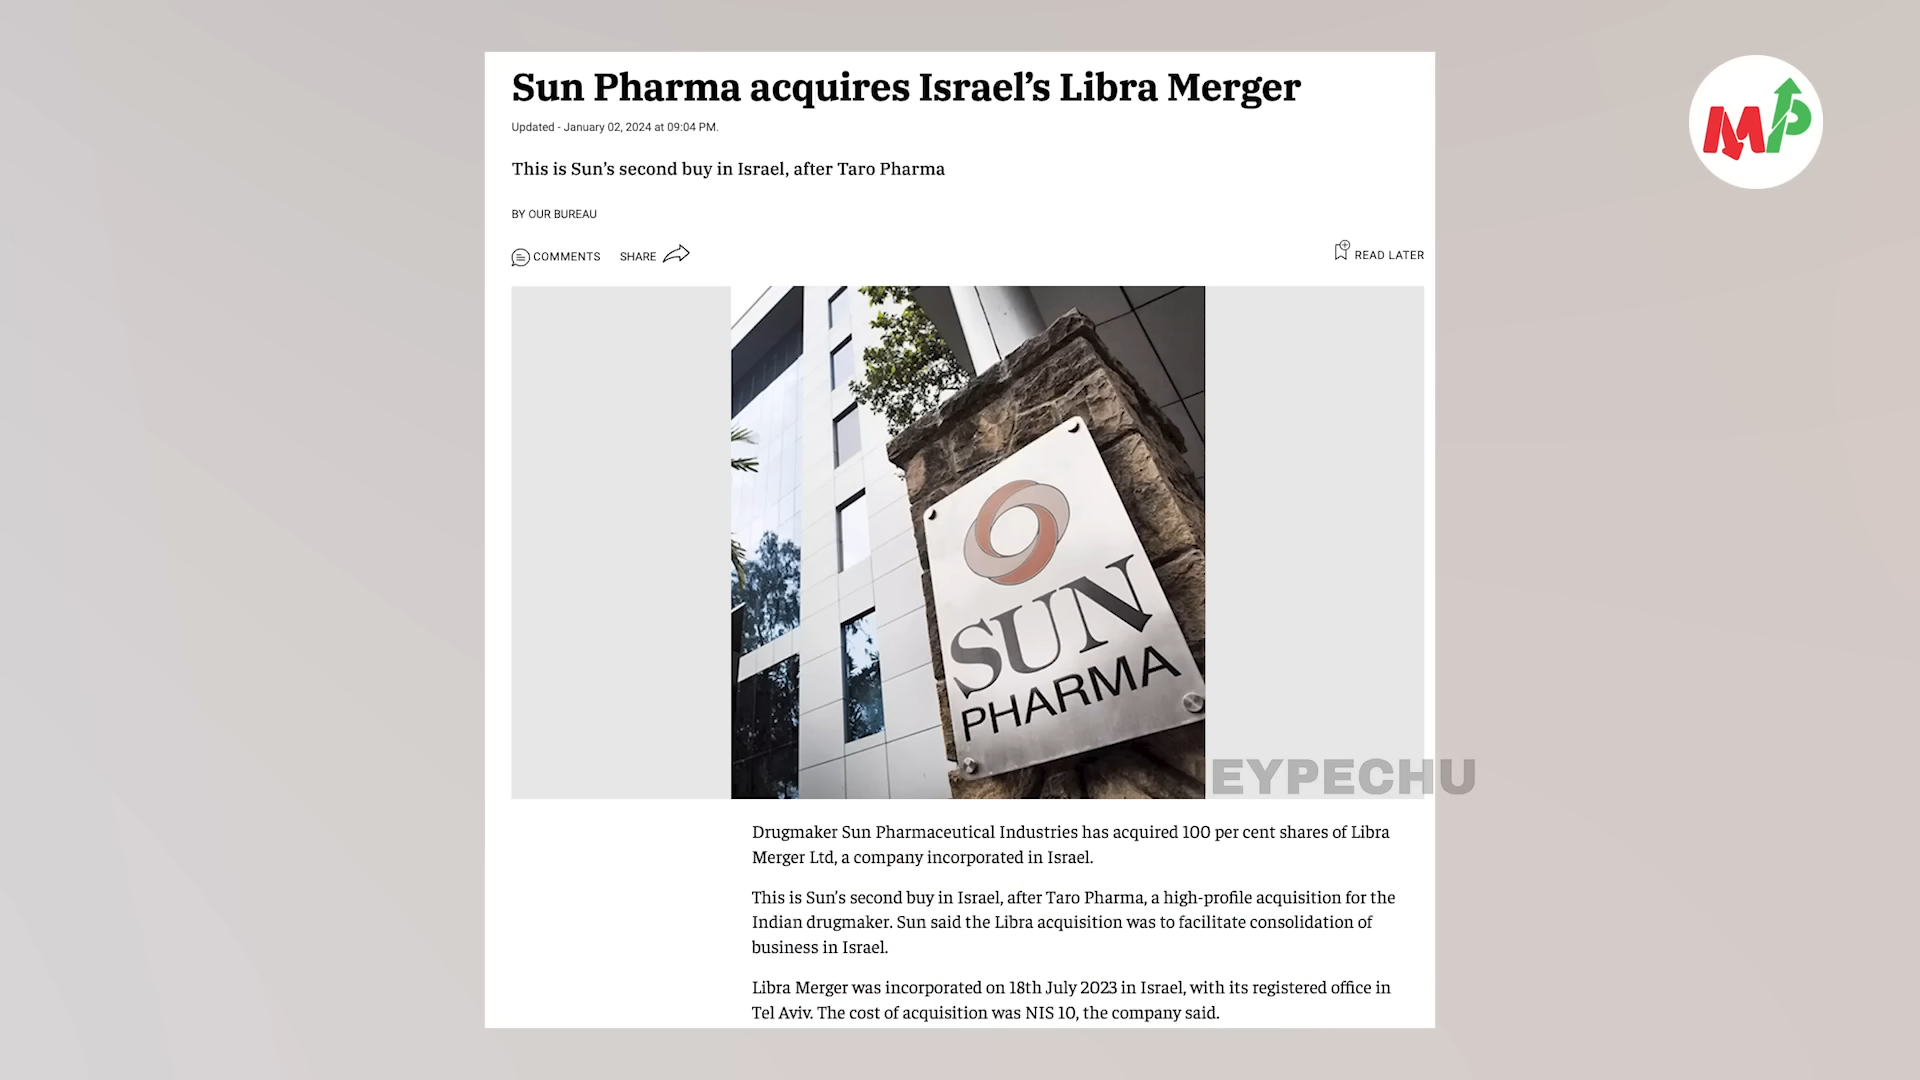 Sun Pharma acquires Israel's Libra Merger
Updated - January 02, 2024 at 09:04 PM.
This is Sun's second buy in Israel, after Taro Pharma
BY OUR BUREAU
COMMENTS SHARE READ LATER
MP
SUN
PHARMA
EYPECHU
Drugmaker Sun Pharmaceutical Industries has acquired 100 per cent shares of Libra
Merger Ltd, a company incorporated in Israel.
This is Sun's second buy in Israel, after Taro Pharma, a high-profile acquisition for the
Indian drugmaker. Sun said the Libra acquisition was to facilitate consolidation of
business in Israel.
Libra Merger was incorporated on 18th July 2023 in Israel, with its registered office in
Tel Aviv. The cost of acquisition was NIS 10, the company said.